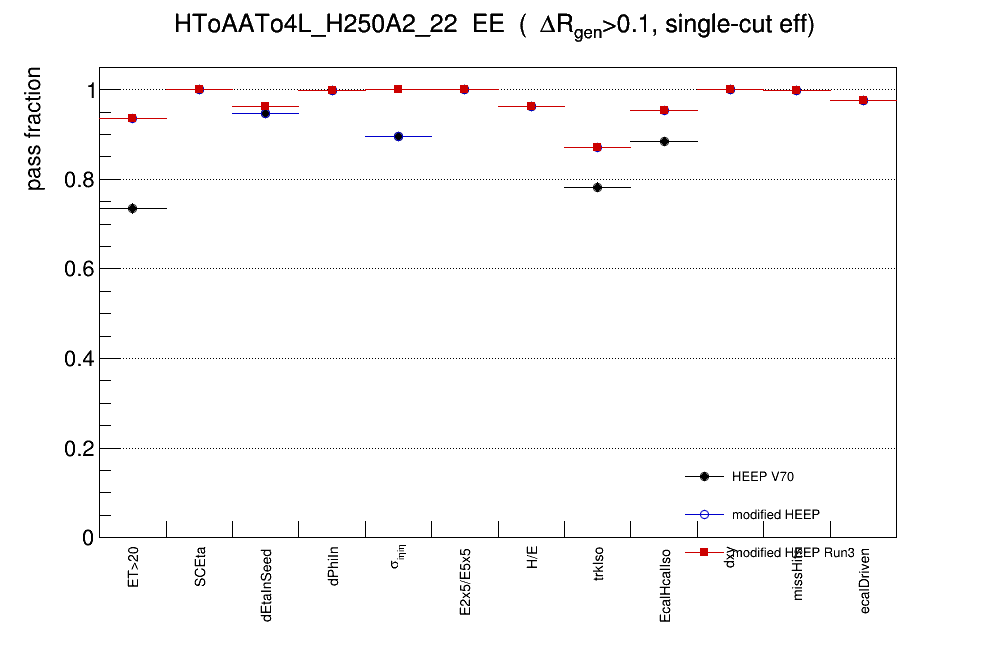 HToAATo4L_H250A2_22 EE ( ΔRgen>0.1, single-cut eff)
pass fraction
1
0.8
0.6
0.4
0.2
0
HEEP V70
modified HEEP
modified HEEP Run3
ET>20
SCEta
dEtaInSeed
dPhiIn
σiηiη
E2x5/E5x5
H/E
trkIso
EcalHcalIso
dxy
missHits
ecalDriven